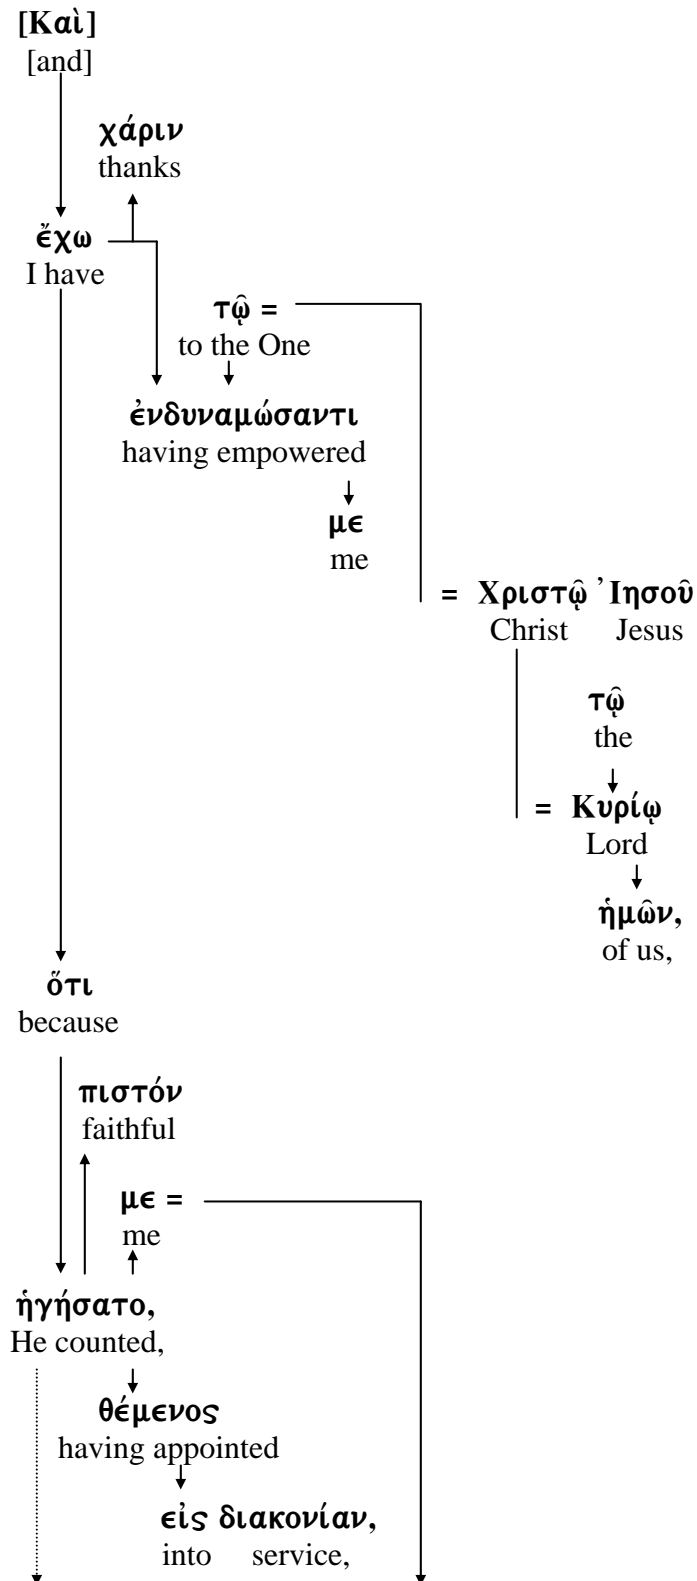 [Καὶ]
[and]
χάριν
thanks
ἔχω
I have
τῷ =
to the One
ἐνδυναμώσαντι
having empowered
με
me
= Χριστῷ Ἰησοῦ
Christ Jesus
τῷ
the
= Κυρίῳ
Lord
ἡμῶν,
of us,
ὅτι
because
πιστόν
faithful
με =
me
ἡγήσατο,
He counted,
θέμενος
having appointed
εἰς διακονίαν,
into service,